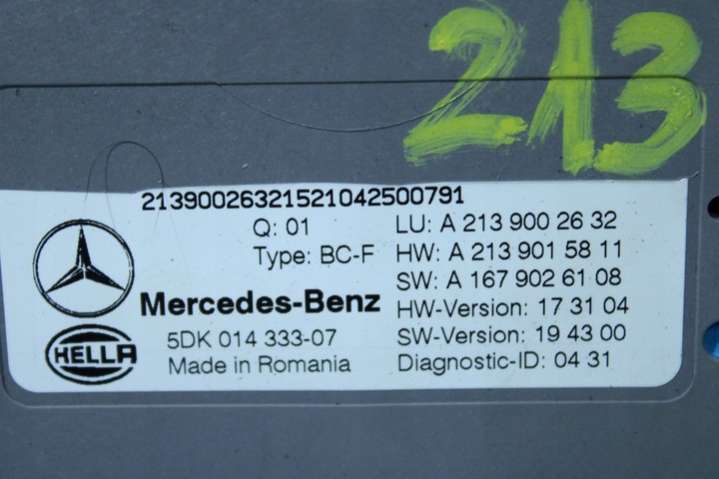 213
21390026321521042500791
Q: 01
LU: A 213 900 26 32
Type: BC-F
HW: A 213 901 58 11
SW: A 167 902 61 08
Mercedes-Benz
HW-Version: 17 31 04
5DK 014 333-07
SW-Version: 19 43 00
HELLA
Made in Romania
Diagnostic-ID: 04 31